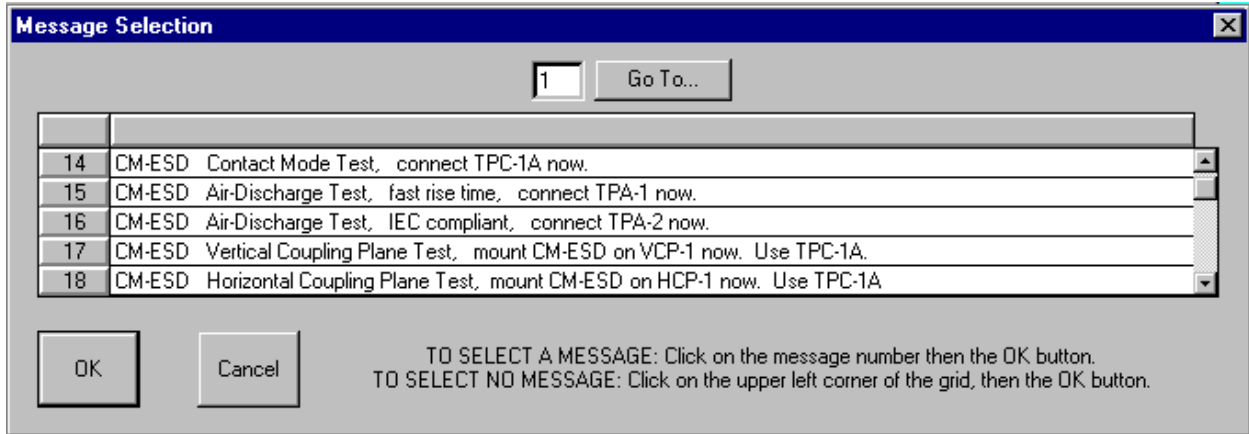 Message Selection
1 Go To...
14 CM-ESD Contact Mode Test, connect TPC-1A now.
15 CM-ESD Air-Discharge Test, fast rise time, connect TPA-1 now.
16 CM-ESD Air-Discharge Test, IEC compliant, connect TPA-2 now.
17 CM-ESD Vertical Coupling Plane Test, mount CM-ESD on VCP-1 now. Use TPC-1A.
18 CM-ESD Horizontal Coupling Plane Test, mount CM-ESD on HCP-1 now. Use TPC-1A
OK Cancel
TO SELECT A MESSAGE: Click on the message number then the OK button.
TO SELECT NO MESSAGE: Click on the upper left corner of the grid, then the OK button.